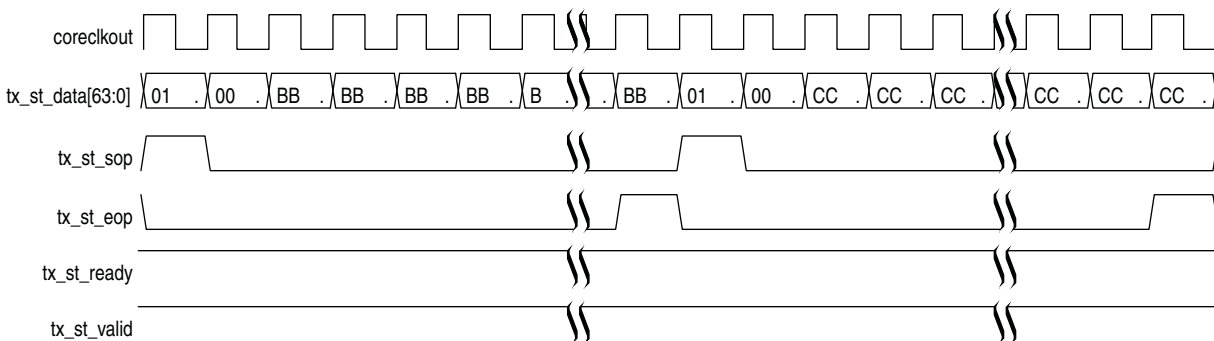 coreclkout
tx_st_data[63:0] 01 . 00 . BB . BB . BB . BB . B . . BB . 01 . 00 . CC . CC . CC . CC . CC . CC .
tx_st_sop
tx_st_eop
tx_st_ready
tx_st_valid